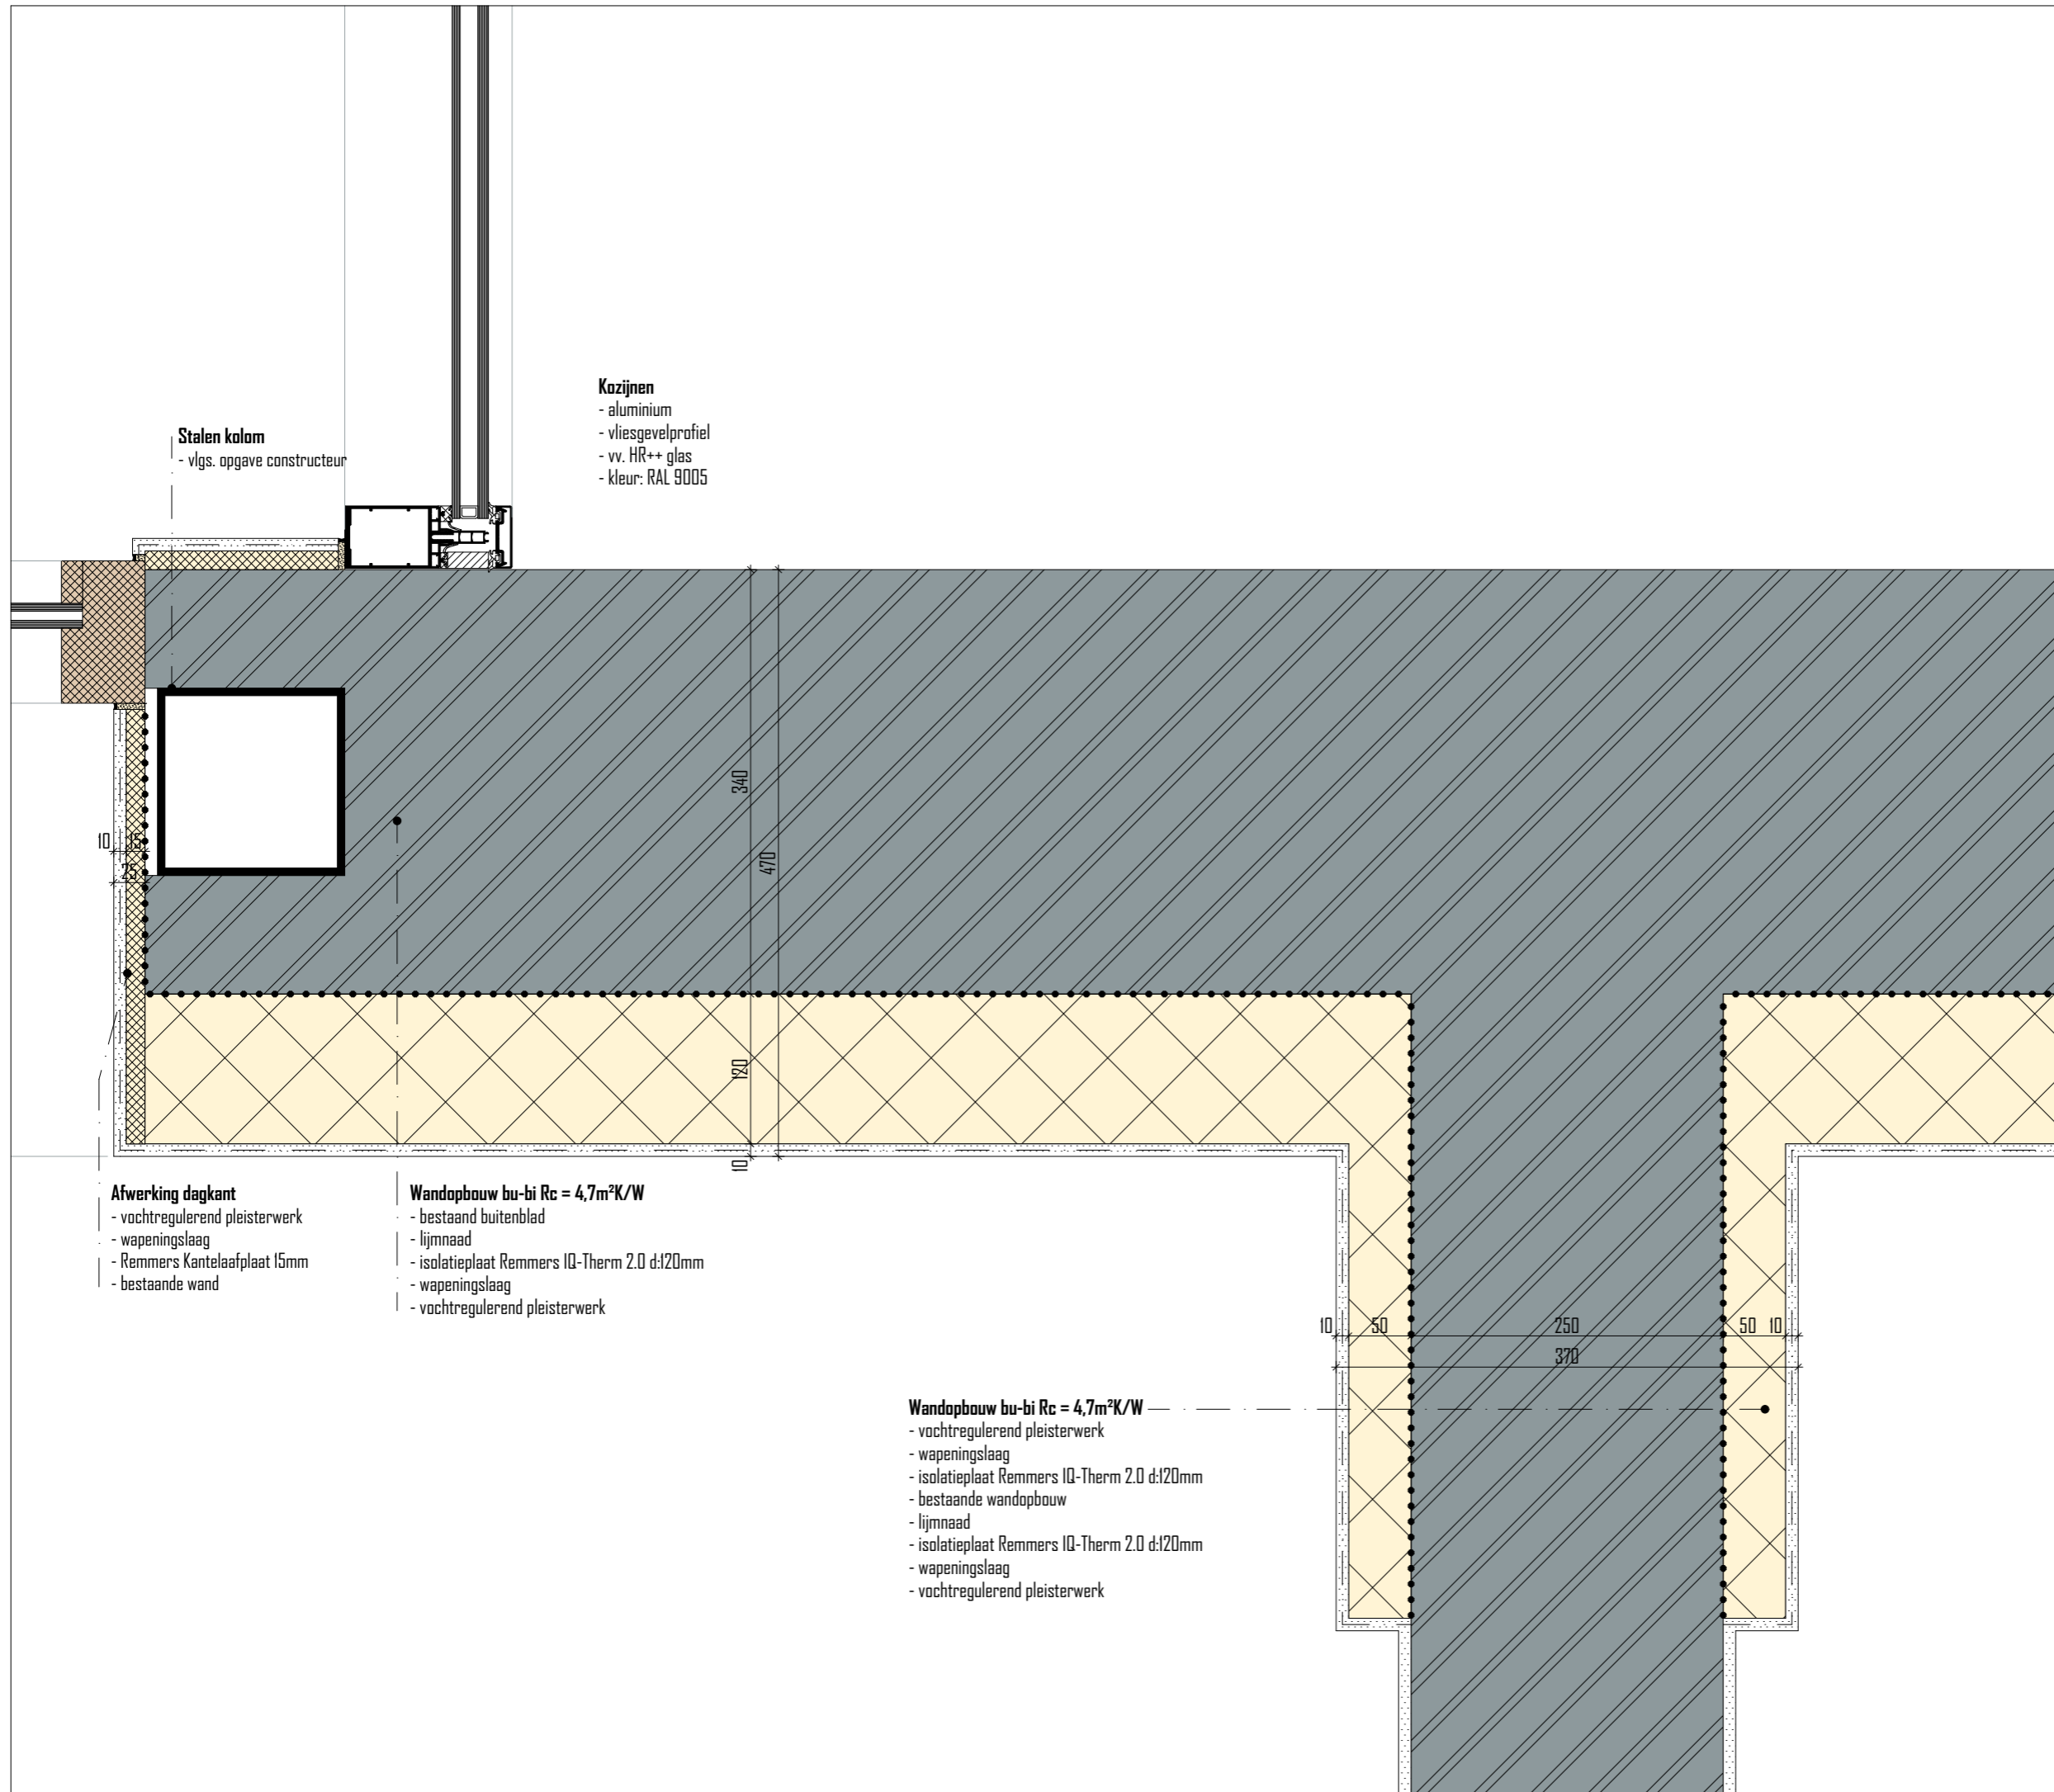 Kozijnen
- aluminium
- vliesgevelprofiel
- vv. HR++ glas
- kleur: RAL 9005
Stalen kolom
- vlgs. opgave constructeur
340
470
10
15
25
120
10
Afwerking dagkant
- vochtregulerend pleisterwerk
- wapeningslaag
- Remmers Kantelaafplaat 15mm
- bestaande wand
Wandopbouw bu-bi Rc = 4,7m²K/W
- bestaand buitenblad
- lijmnaad
- isolatieplaat Remmers IQ-Therm 2.0 d:120mm
- wapeningslaag
- vochtregulerend pleisterwerk
10 50 250 50 10
370
Wandopbouw bu-bi Rc = 4,7m²K/W
- vochtregulerend pleisterwerk
- wapeningslaag
- isolatieplaat Remmers IQ-Therm 2.0 d:120mm
- bestaande wandopbouw
- lijmnaad
- isolatieplaat Remmers IQ-Therm 2.0 d:120mm
- wapeningslaag
- vochtregulerend pleisterwerk